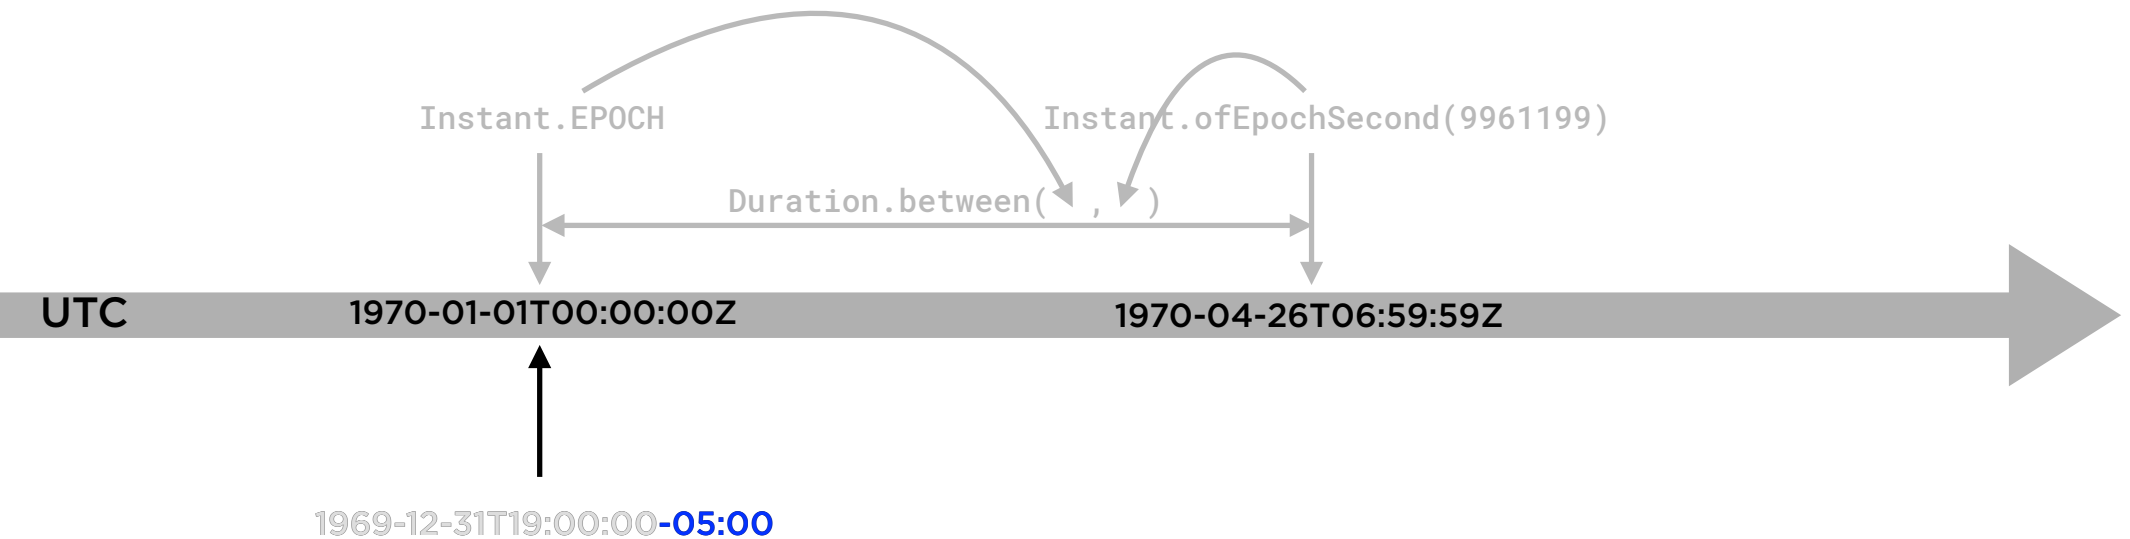 Instant.EPOCH
Instant.ofEpochSecond(9961199)
Duration.between( , )
UTC
1970-01-01T00:00:00Z
1970-04-26T06:59:59Z
1969-12-31T19:00:00-05:00